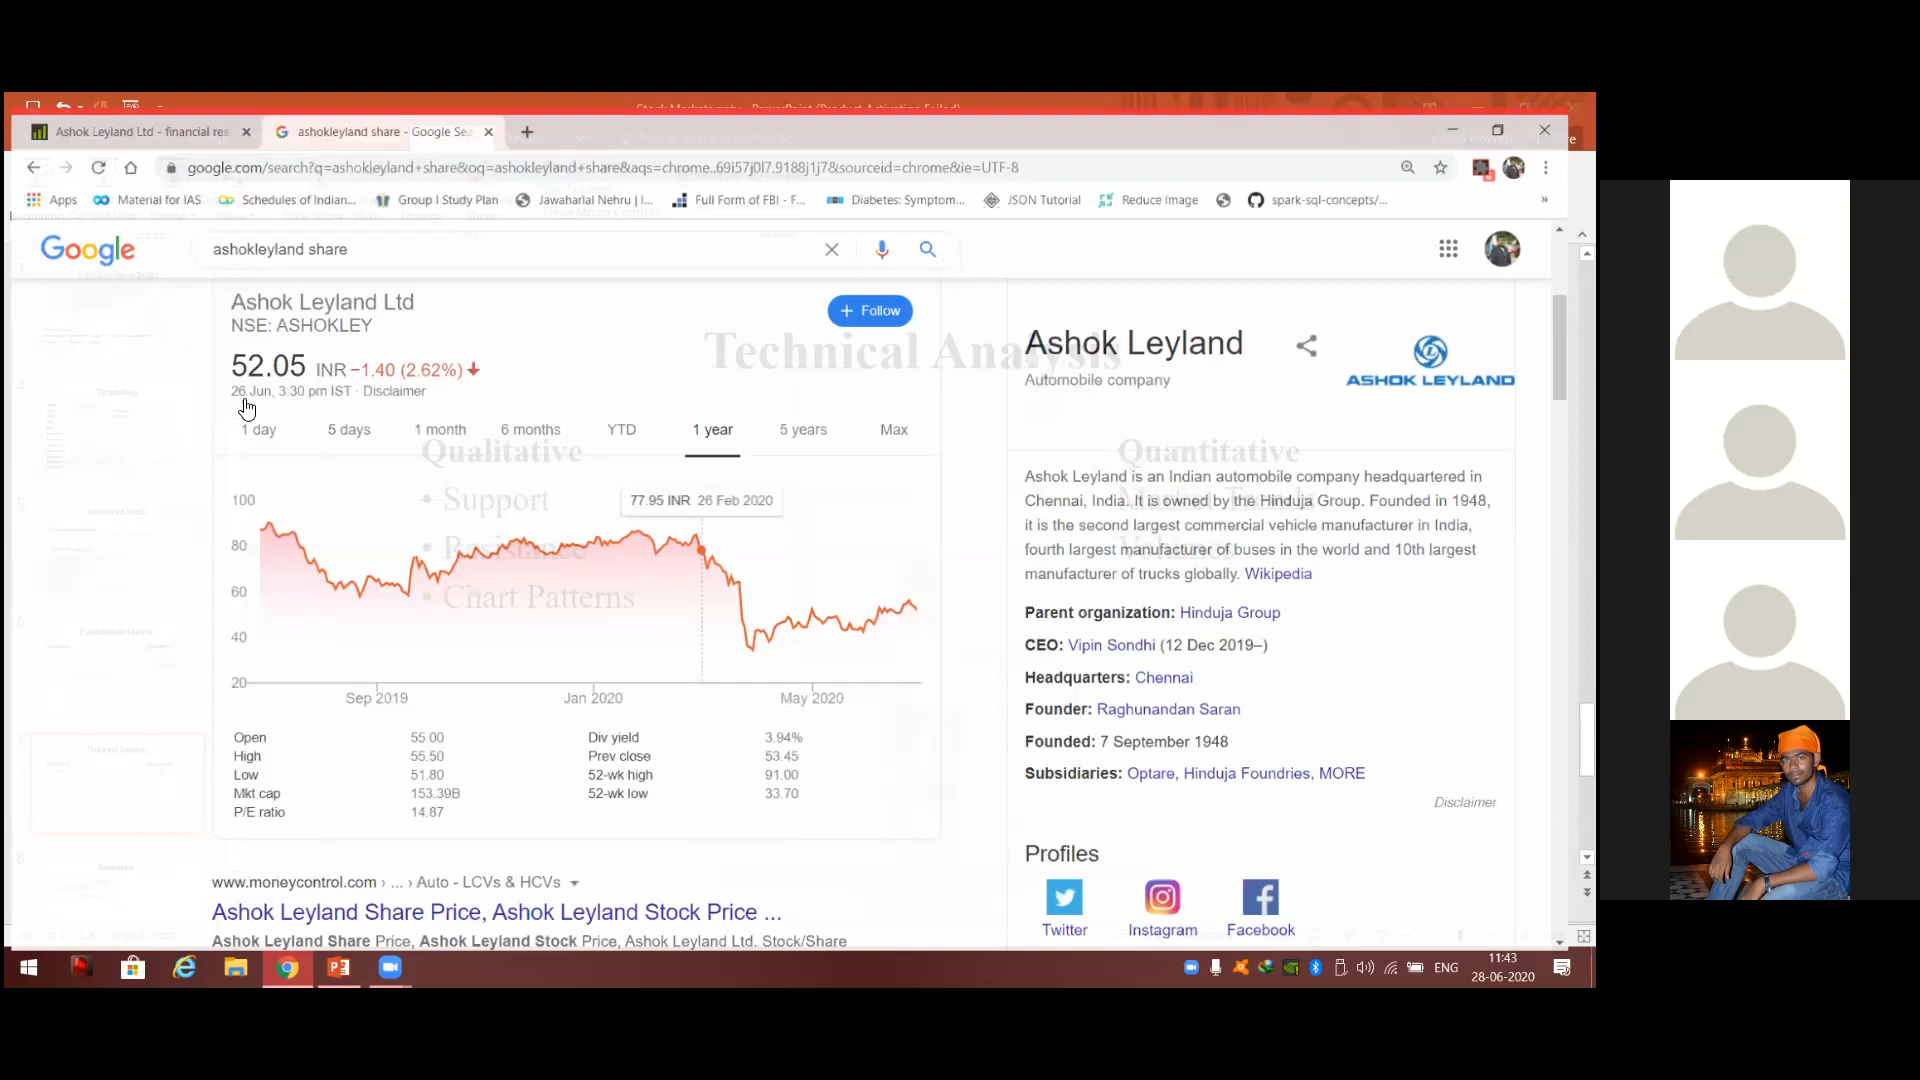 Ashok Leyland Ltd - financial res
ashokleyland share - Google Sea
google.com/search?q=ashokleyland+share&oq=ashokleyland+share&aqs=chrome..69i57j0l7.9188j1j7&sourceid=chrome&ie=UTF-8
Apps Material for IAS Schedules of Indian... Group I Study Plan Jawaharlal Nehru |... Full Form of FBI - F... Diabetes: Symptom... JSON Tutorial Reduce Image spark-sql-concepts/... »
Google
ashokleyland share
Ashok Leyland Ltd
NSE: ASHOKLEY
+ Follow
52.05 INR −1.40 (2.62%)
26 Jun, 3:30 pm IST · Disclaimer
1 day 5 days 1 month 6 months YTD 1 year 5 years Max
77.95 INR 26 Feb 2020
100
80
60
40
20
Sep 2019 Jan 2020 May 2020
Open 55.00 Div yield 3.94%
High 55.50 Prev close 53.45
Low 51.80 52-wk high 91.00
Mkt cap 153.39B 52-wk low 33.70
P/E ratio 14.87
www.moneycontrol.com › ... › Auto - LCVs & HCVs
Ashok Leyland Share Price, Ashok Leyland Stock Price ...
Ashok Leyland Share Price, Ashok Leyland Stock Price, Ashok Leyland Ltd. Stock/Share
Technical Analysis
Qualitative
• Support
• Resistance
• Chart Patterns
Quantitative
Market Trends
Ashok Leyland
Automobile company
ASHOK LEYLAND
Ashok Leyland is an Indian automobile company headquartered in
Chennai, India. It is owned by the Hinduja Group. Founded in 1948,
it is the second largest commercial vehicle manufacturer in India,
fourth largest manufacturer of buses in the world and 10th largest
manufacturer of trucks globally. Wikipedia
Parent organization: Hinduja Group
CEO: Vipin Sondhi (12 Dec 2019–)
Headquarters: Chennai
Founder: Raghunandan Saran
Founded: 7 September 1948
Subsidiaries: Optare, Hinduja Foundries, MORE
Disclaimer
Profiles
Twitter Instagram Facebook
ENG
11:43
28-06-2020